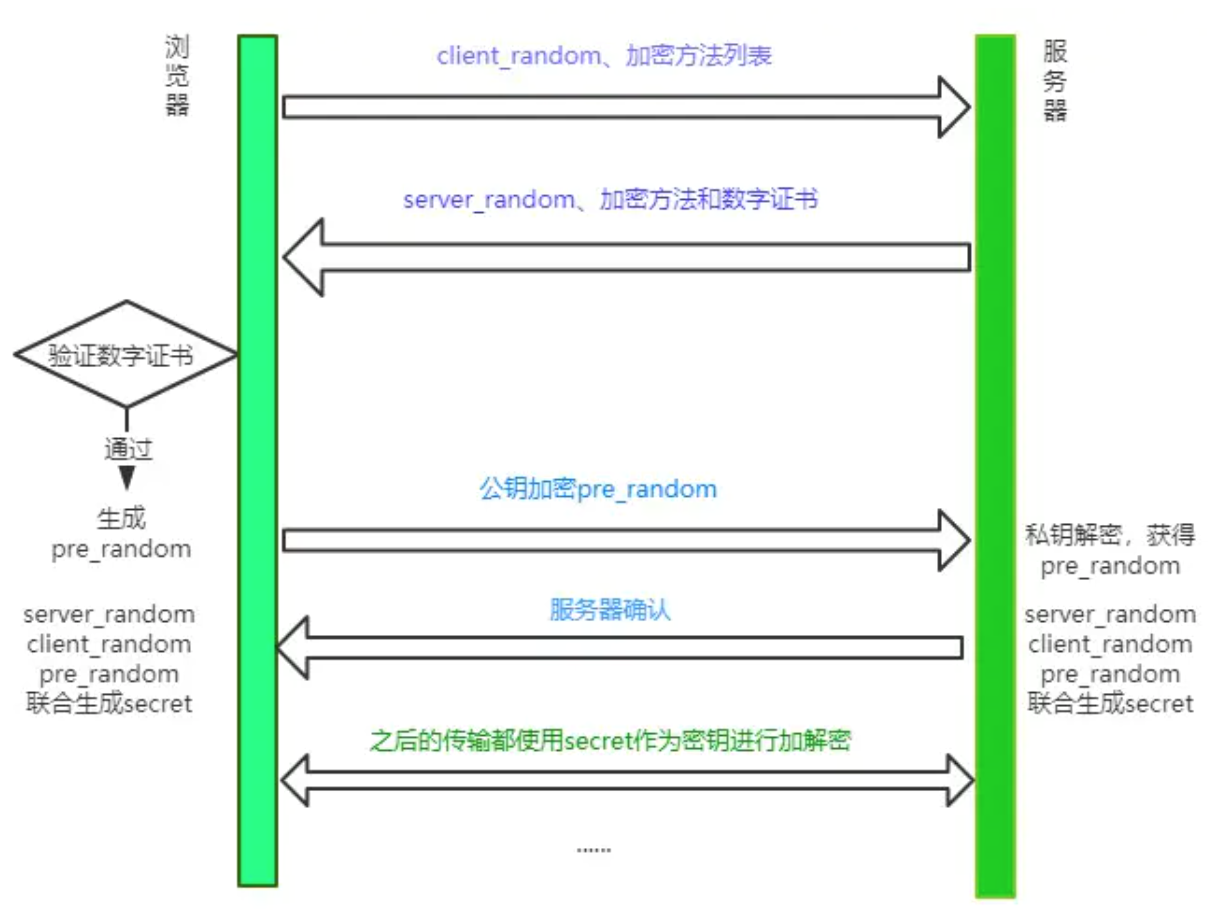 浏览器
服务器
client_random、加密方法列表
server_random、加密方法和数字证书
验证数字证书
通过
生成
pre_random
公钥加密pre_random
私钥解密，获得
pre_random
服务器确认
server_random
client_random
pre_random
联合生成secret
server_random
client_random
pre_random
联合生成secret
之后的传输都使用secret作为密钥进行加解密
......